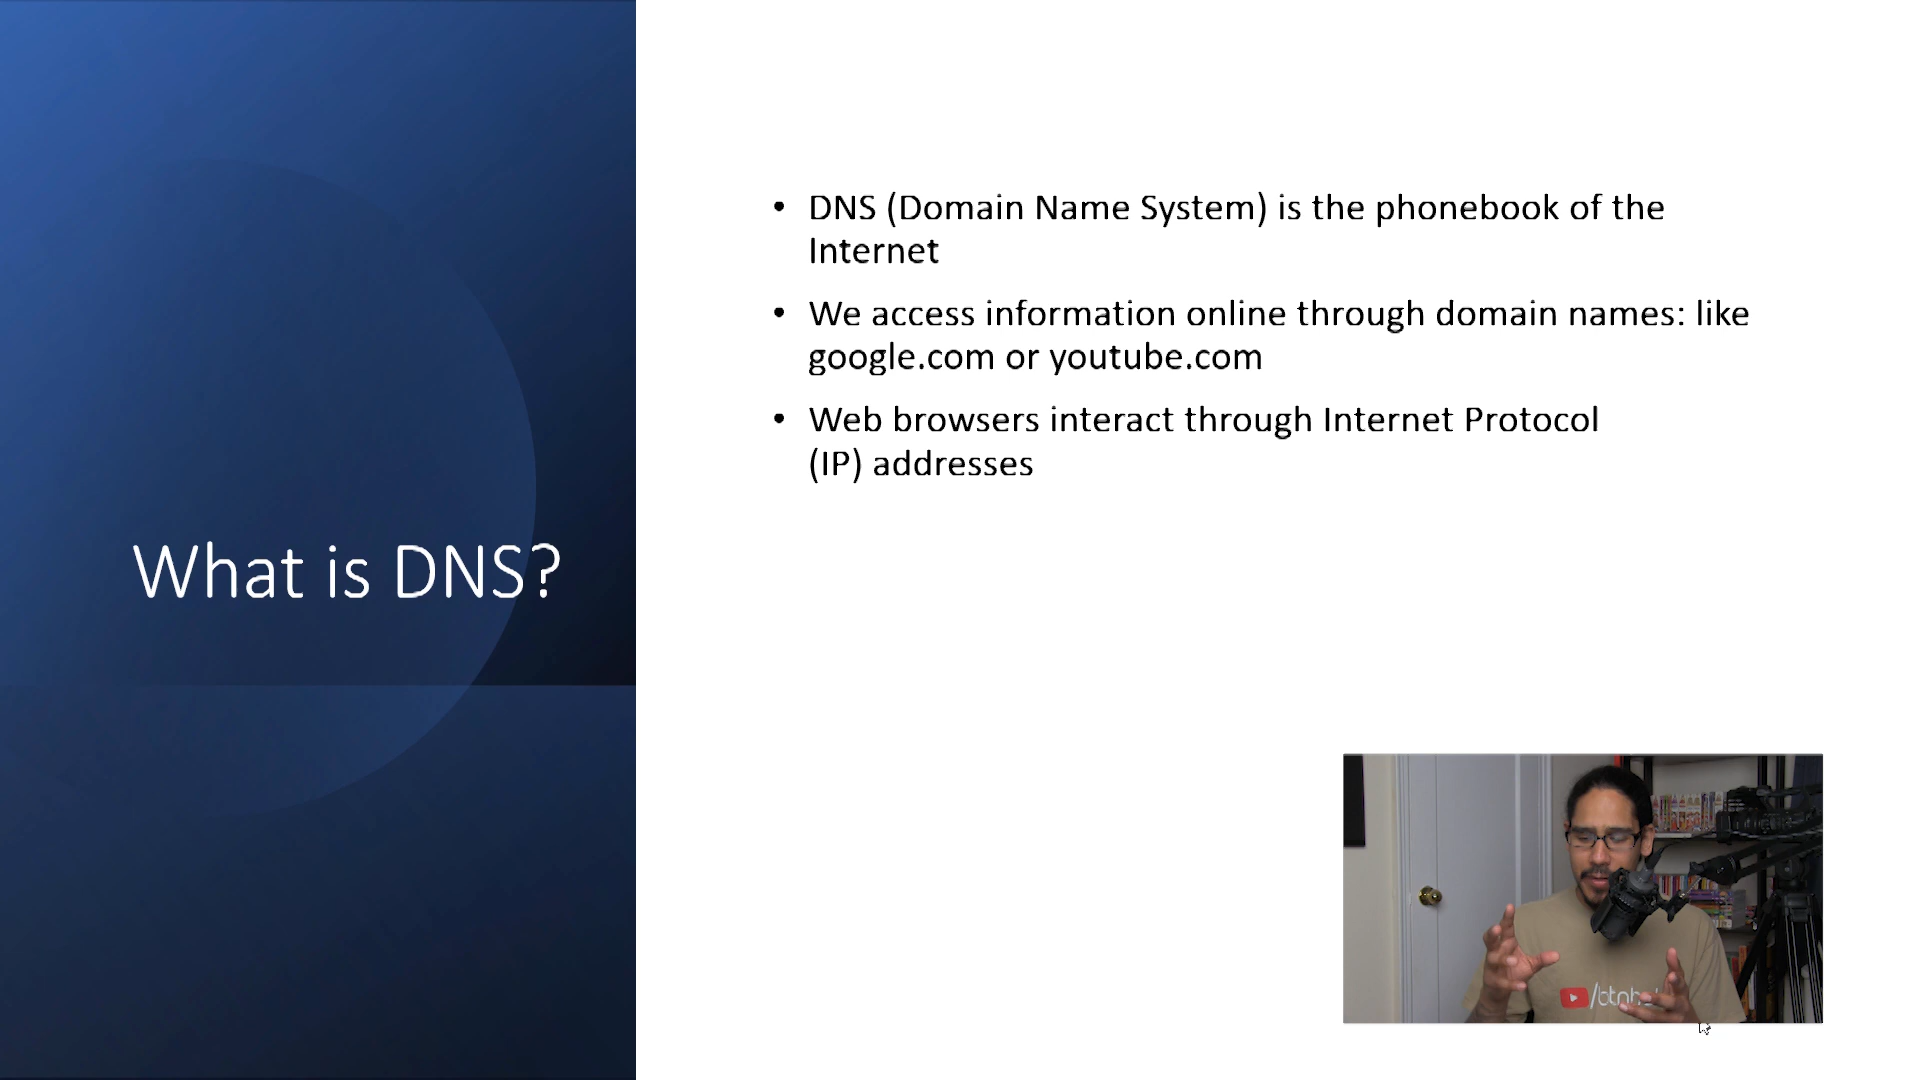 What is DNS?
• DNS (Domain Name System) is the phonebook of the
Internet
• We access information online through domain names: like
google.com or youtube.com
• Web browsers interact through Internet Protocol
(IP) addresses